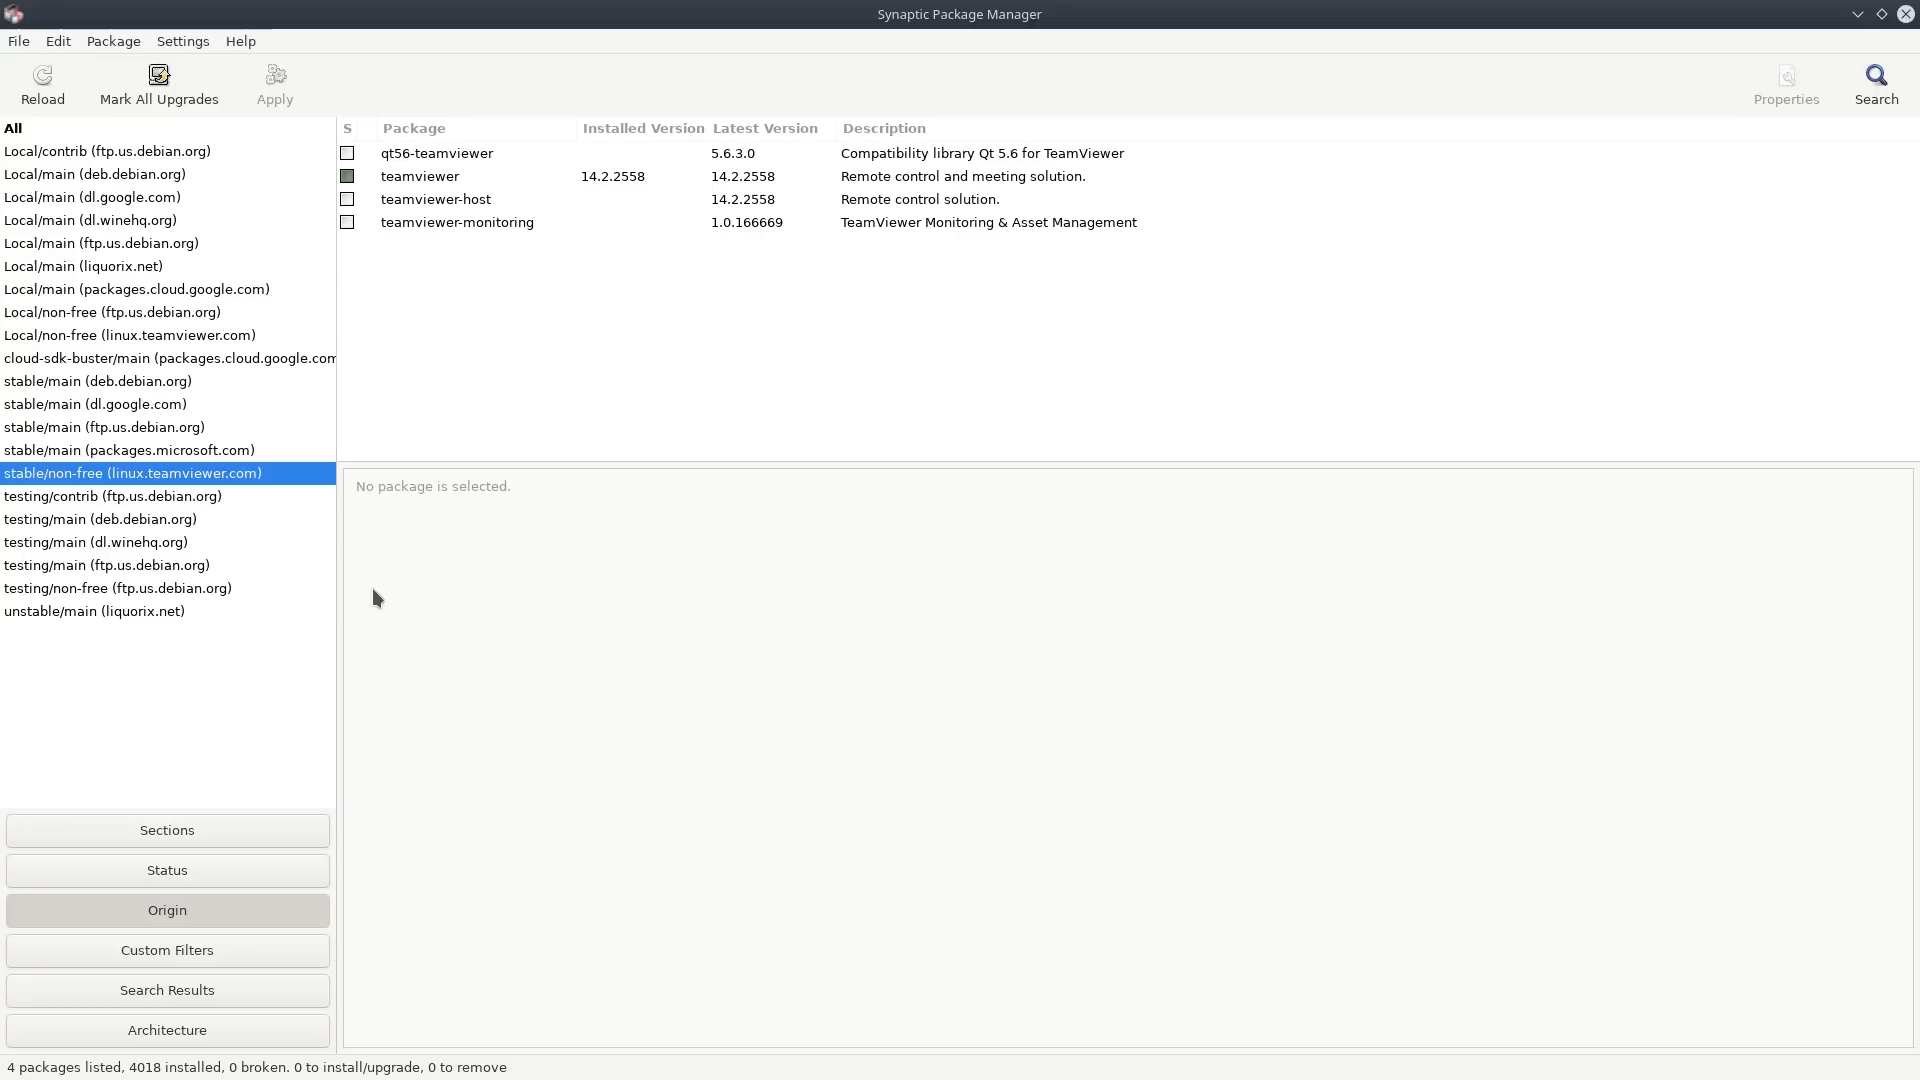 Synaptic Package Manager
File Edit Package Settings Help
Reload Mark All Upgrades Apply Properties Search
All
Local/contrib (ftp.us.debian.org)
Local/main (deb.debian.org)
Local/main (dl.google.com)
Local/main (dl.winehq.org)
Local/main (ftp.us.debian.org)
Local/main (liquorix.net)
Local/main (packages.cloud.google.com)
Local/non-free (ftp.us.debian.org)
Local/non-free (linux.teamviewer.com)
cloud-sdk-buster/main (packages.cloud.google.com
stable/main (deb.debian.org)
stable/main (dl.google.com)
stable/main (ftp.us.debian.org)
stable/main (packages.microsoft.com)
stable/non-free (linux.teamviewer.com)
testing/contrib (ftp.us.debian.org)
testing/main (deb.debian.org)
testing/main (dl.winehq.org)
testing/main (ftp.us.debian.org)
testing/non-free (ftp.us.debian.org)
unstable/main (liquorix.net)
Sections
Status
Origin
Custom Filters
Search Results
Architecture
S Package Installed Version Latest Version Description
qt56-teamviewer 5.6.3.0 Compatibility library Qt 5.6 for TeamViewer
teamviewer 14.2.2558 14.2.2558 Remote control and meeting solution.
teamviewer-host 14.2.2558 Remote control solution.
teamviewer-monitoring 1.0.166669 TeamViewer Monitoring & Asset Management
No package is selected.
4 packages listed, 4018 installed, 0 broken. 0 to install/upgrade, 0 to remove